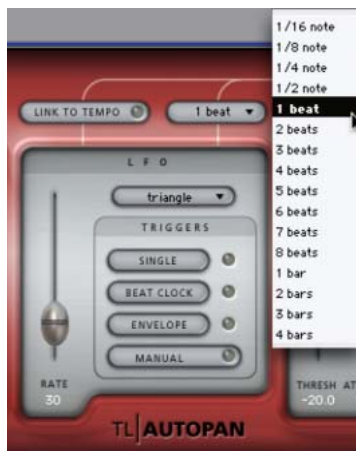 LINK TO TEMPO
1 beat
1/16 note
1/8 note
1/4 note
1/2 note
1 beat
2 beats
3 beats
4 beats
5 beats
6 beats
7 beats
8 beats
1 bar
2 bars
3 bars
4 bars
LFO
triangle
TRIGGERS
SINGLE
BEAT CLOCK
ENVELOPE
MANUAL
RATE
30
THRESH AT
-20.0
TL|AUTOPAN